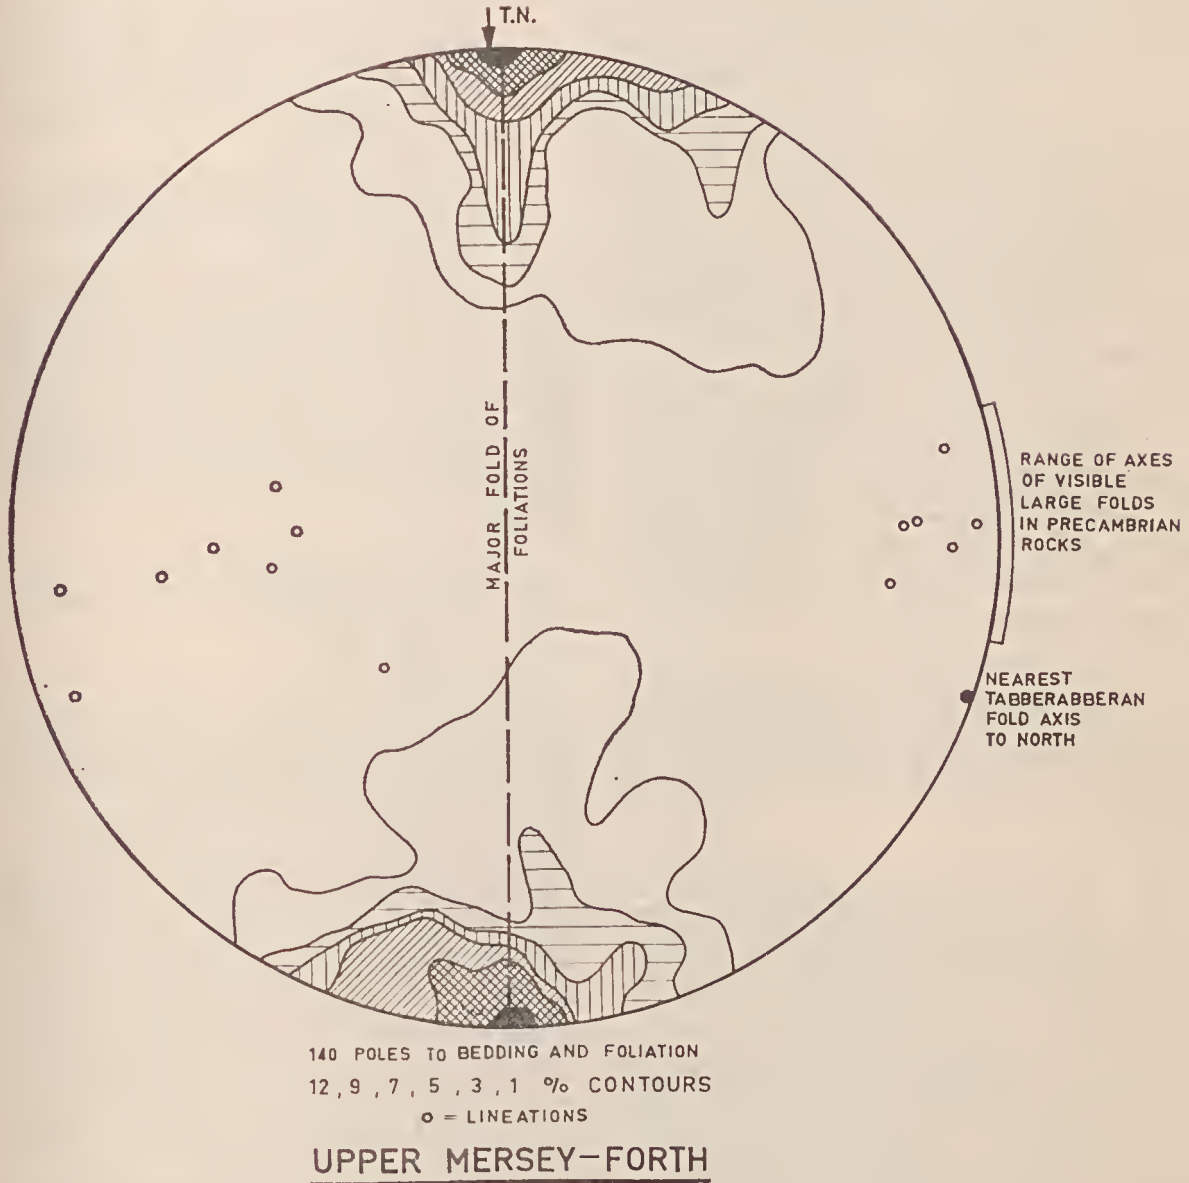 T.N.
MAJOR FOLD OF
FOLIATIONS
RANGE OF AXES
OF VISIBLE
LARGE FOLDS
IN PRECAMBRIAN
ROCKS
NEAREST
TABBERABBERAN
FOLD AXIS
TO NORTH
140 POLES TO BEDDING AND FOLIATION
12, 9, 7, 5, 3, 1 % CONTOURS
o = LINEATIONS
UPPER MERSEY-FORTH